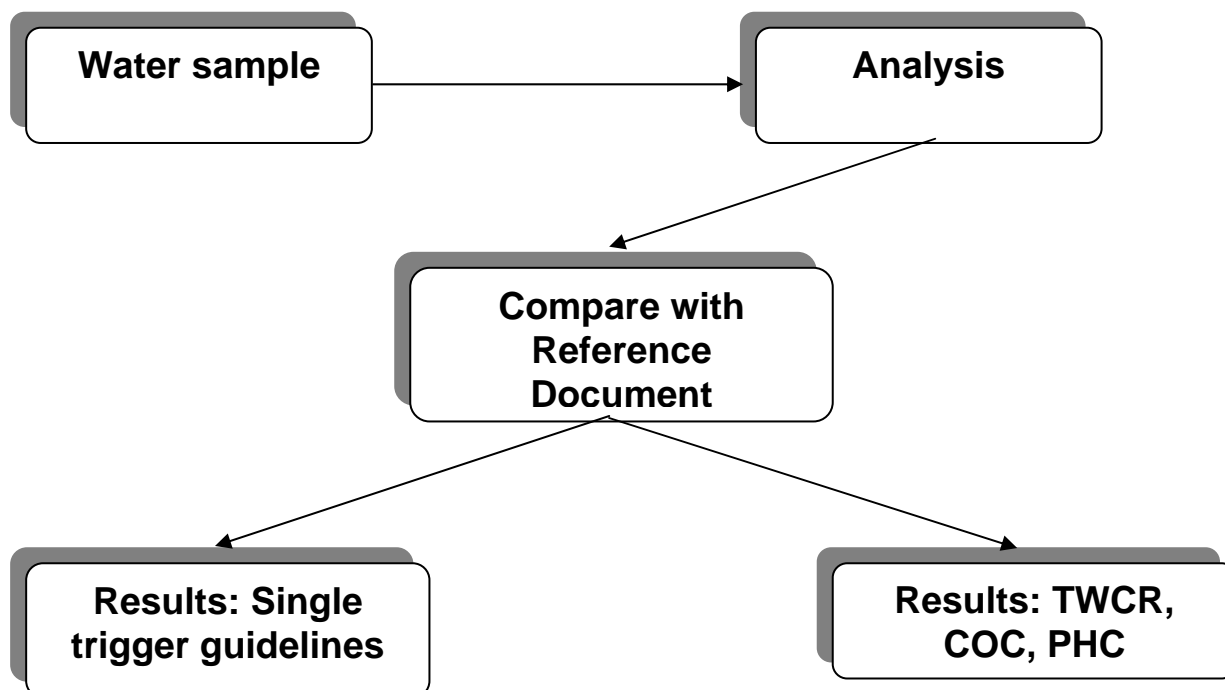 Water sample
Analysis
Compare with
Reference
Document
Results: Single
trigger guidelines
Results: TWCR,
COC, PHC